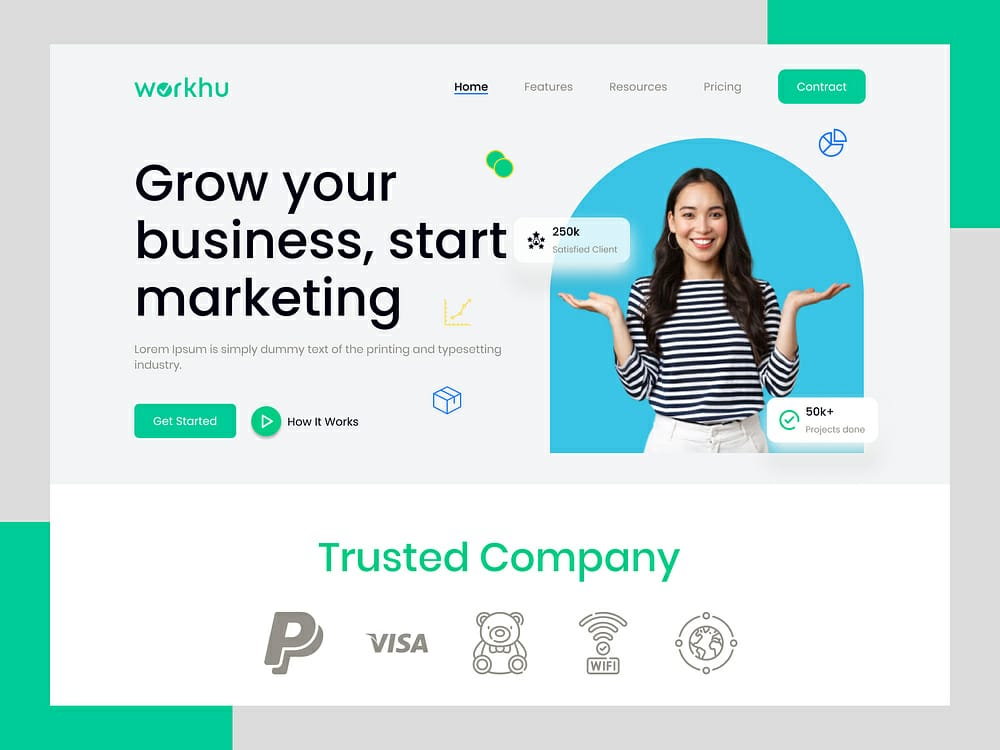 workhu
Home Features Resources Pricing Contract
Grow your
business, start
marketing
250k
Satisfied Client
Lorem Ipsum is simply dummy text of the printing and typesetting
industry.
Get Started How It Works
50k+
Projects done
Trusted Company
VISA
WIFI